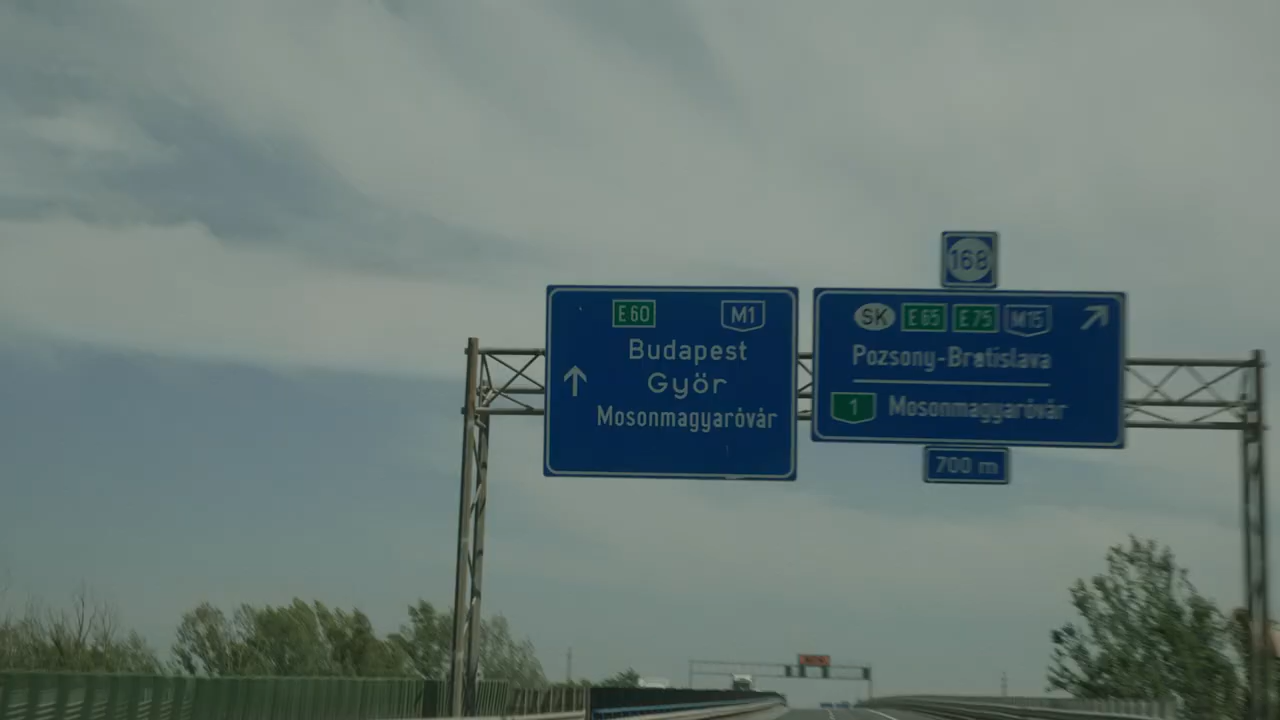 E 60 M1
Budapest
Győr
Mosonmagyaróvár
168
SK E 65 E 75 M15
Pozsony-Bratislava
1 Mosonmagyaróvár
700 m